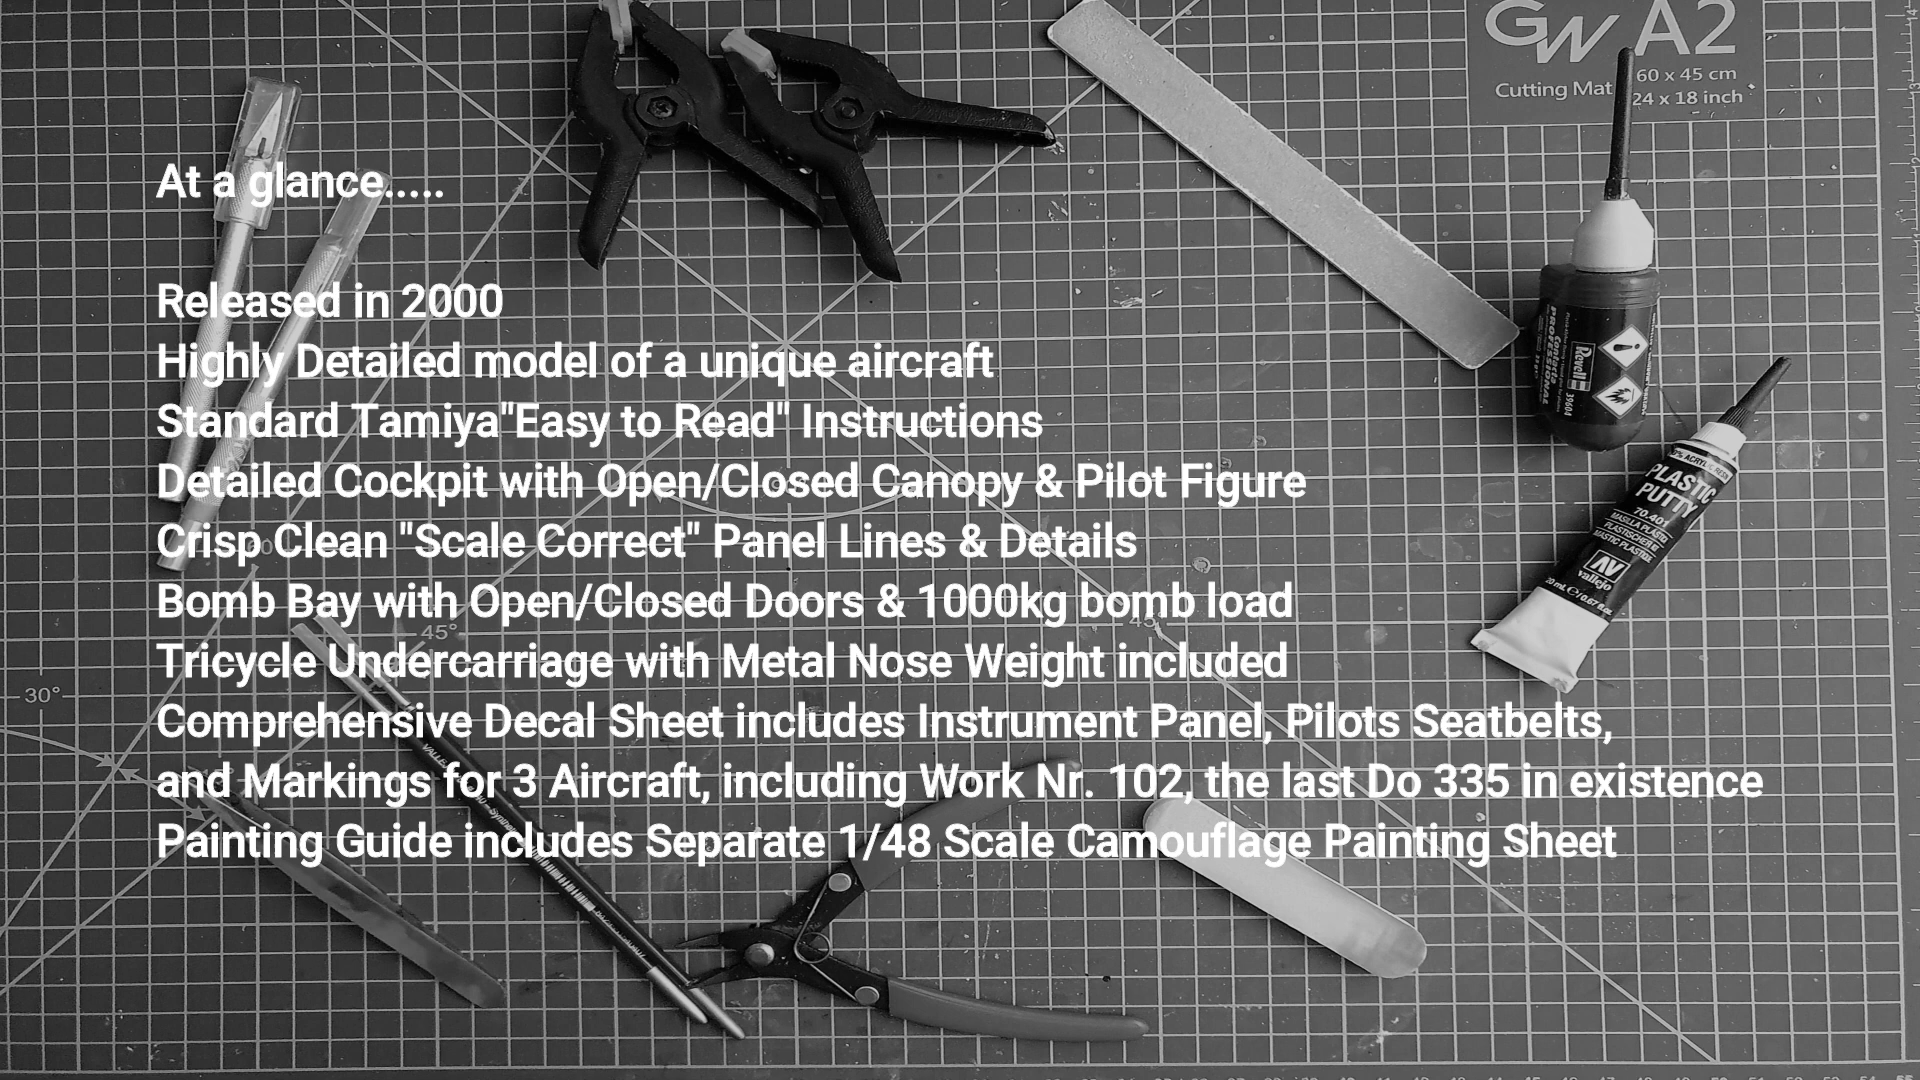 GW A2
60 x 45 cm
Cutting Mat 24 x 18 inch
At a glance.....
Released in 2000
Highly Detailed model of a unique aircraft
Standard Tamiya"Easy to Read" Instructions
Detailed Cockpit with Open/Closed Canopy & Pilot Figure
Crisp Clean "Scale Correct" Panel Lines & Details
Bomb Bay with Open/Closed Doors & 1000kg bomb load
Tricycle Undercarriage with Metal Nose Weight included
Comprehensive Decal Sheet includes Instrument Panel, Pilots Seatbelts,
and Markings for 3 Aircraft, including Work Nr. 102, the last Do 335 in existence
Painting Guide includes Separate 1/48 Scale Camouflage Painting Sheet
Revell
39604
Contacta
PROFESSIONAL
PLASTIC
PUTTY
70.401
vallejo
45°
45°
30°